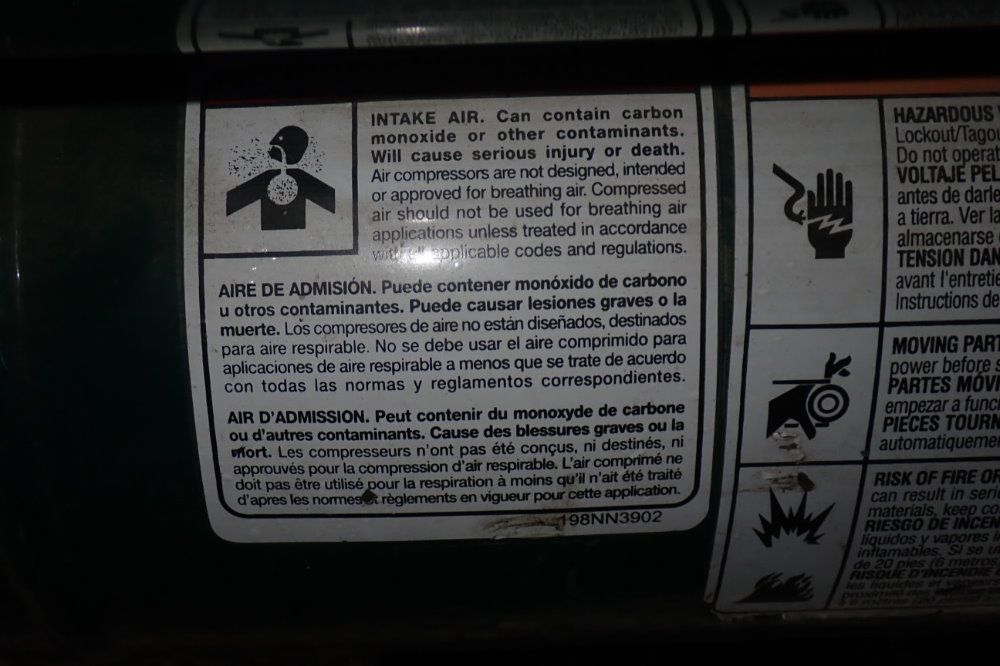 INTAKE AIR. Can contain carbon
monoxide or other contaminants.
Will cause serious injury or death.
Air compressors are not designed, intended
or approved for breathing air. Compressed
air should not be used for breathing air
applications unless treated in accordance
with all applicable codes and regulations.
AIRE DE ADMISIÓN. Puede contener monóxido de carbono
u otros contaminantes. Puede causar lesiones graves o la
muerte. Los compresores de aire no están diseñados, destinados
para aire respirable. No se debe usar el aire comprimido para
aplicaciones de aire respirable a menos que se trate de acuerdo
con todas las normas y reglamentos correspondientes.
AIR D'ADMISSION. Peut contenir du monoxyde de carbone
ou d'autres contaminants. Cause des blessures graves ou la
mort. Les compresseurs n'ont pas été conçus, ni destinés, ni
approuvés pour la compression d'air respirable. L'air comprimé ne
doit pas être utilisé pour la respiration à moins qu'il n'ait été traité
d'apres les normes et règlements en vigueur pour cette application.
198NN3902
HAZARDOUS
Lockout/Tago
Do not operat
VOLTAJE PEL
antes de darle
a tierra. Ver la
almacenarse
TENSION DAN
avant l'entretie
Instructions de
MOVING PART
power before s
PARTES MÓVI
empezar a func
PIECES TOURN
automatiqueme
RISK OF FIRE OR
can result in seri
materials, keep co
RIESGO DE INCEN
líquidos y vapores in
inflamables. Si se u
de 20 pies (6 metros
RISQUE D'INCENDIE
les liquides et vapeurs